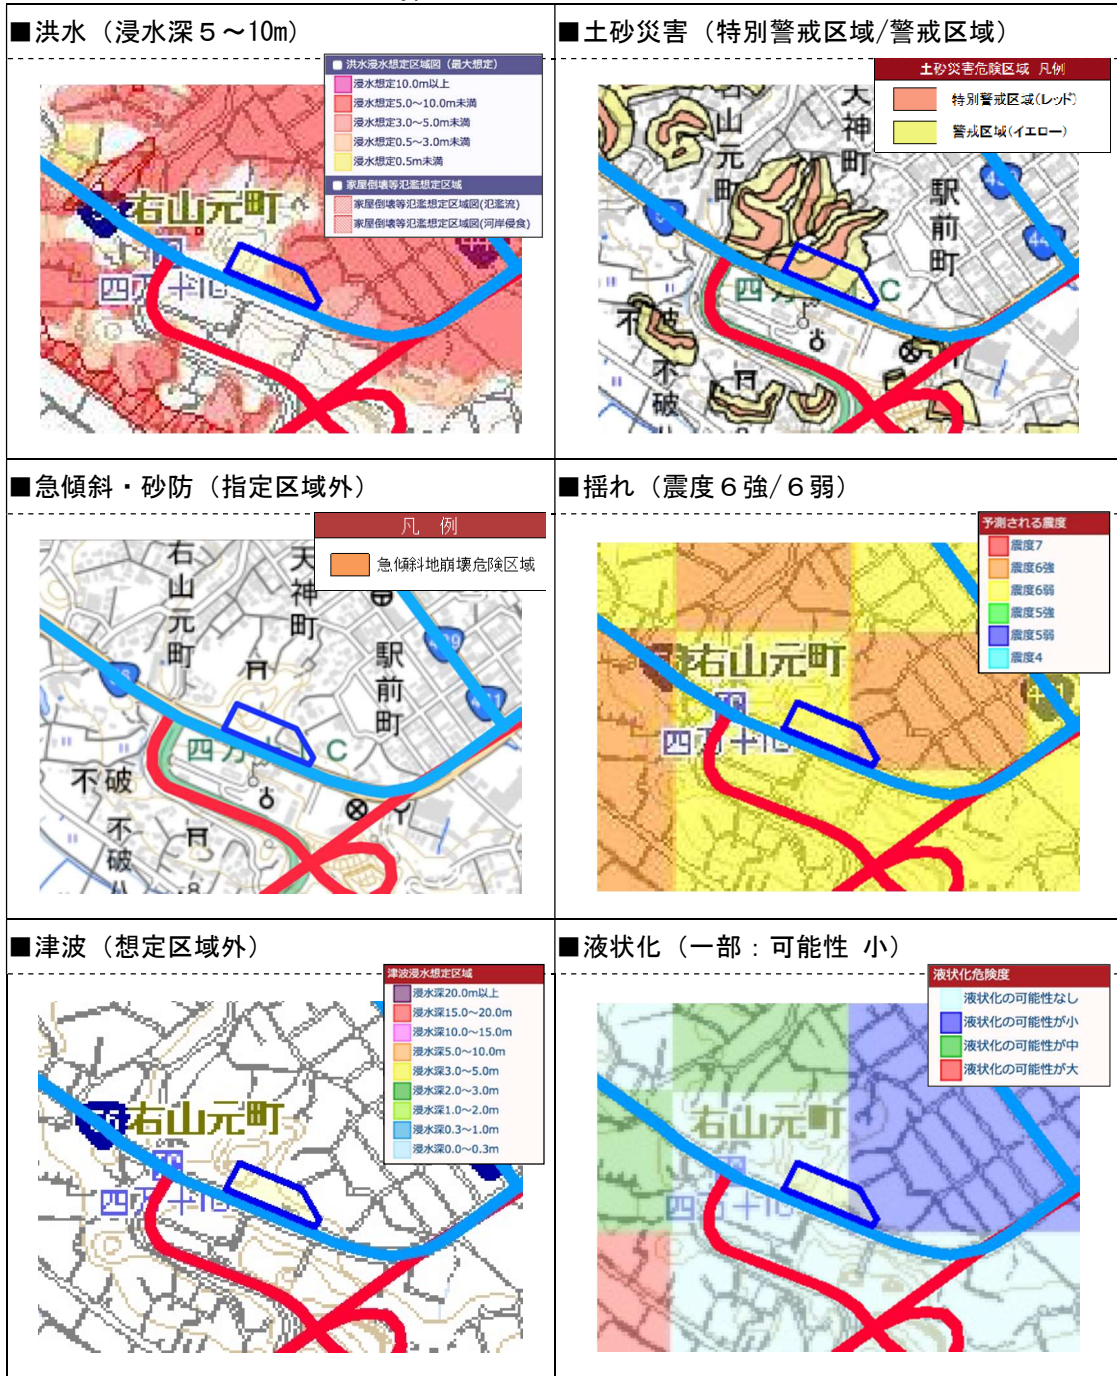 ■洪水（浸水深５～10m）
洪水浸水想定区域図（最大想定）
浸水想定10.0m以上
浸水想定5.0～10.0m未満
浸水想定3.0～5.0m未満
浸水想定0.5～3.0m未満
浸水想定0.5m未満
家屋倒壊等氾濫想定区域
家屋倒壊等氾濫想定区域図(氾濫流)
家屋倒壊等氾濫想定区域図(河岸侵食)
右山元町
四万十IC
■土砂災害（特別警戒区域/警戒区域）
土砂災害危険区域 凡例
特別警戒区域(レッド)
警戒区域(イエロー)
右山元町
天神町
駅前町
四万 C
不破
不破
■急傾斜・砂防（指定区域外）
凡 例
急傾斜地崩壊危険区域
右山元町
天神町
駅前町
439
四万十IC
不破
不破八
■揺れ（震度６強/６弱）
予測される震度
震度7
震度6強
震度6弱
震度5強
震度5弱
震度4
右山元町
四万十IC
■津波（想定区域外）
津波浸水想定区域
浸水深20.0m以上
浸水深15.0～20.0m
浸水深10.0～15.0m
浸水深5.0～10.0m
浸水深3.0～5.0m
浸水深2.0～3.0m
浸水深1.0～2.0m
浸水深0.3～1.0m
浸水深0.0～0.3m
右山元町
四万十IC
■液状化（一部：可能性 小）
液状化危険度
液状化の可能性なし
液状化の可能性が小
液状化の可能性が中
液状化の可能性が大
右山元町
四万十IC